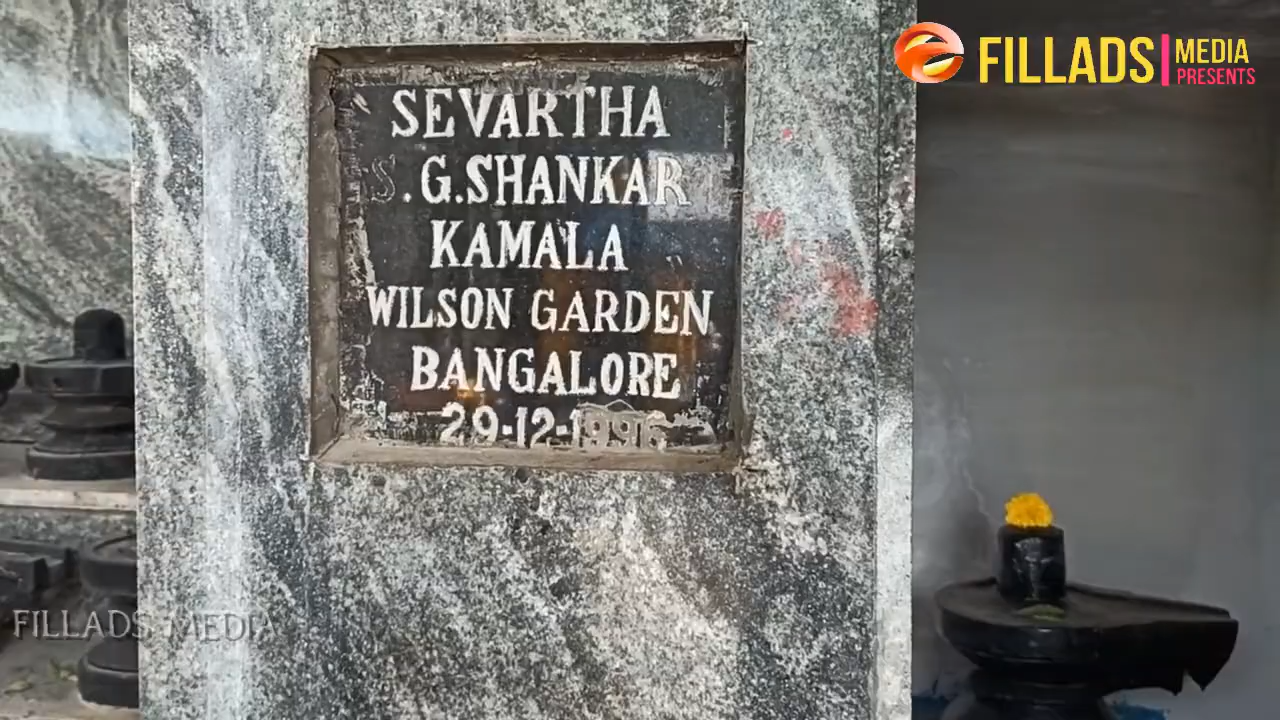 FILLADS MEDIA
PRESENTS
SEVARTHA
S.G.SHANKAR
KAMALA
WILSON GARDEN
BANGALORE
29-12-1996
FILLADS MEDIA